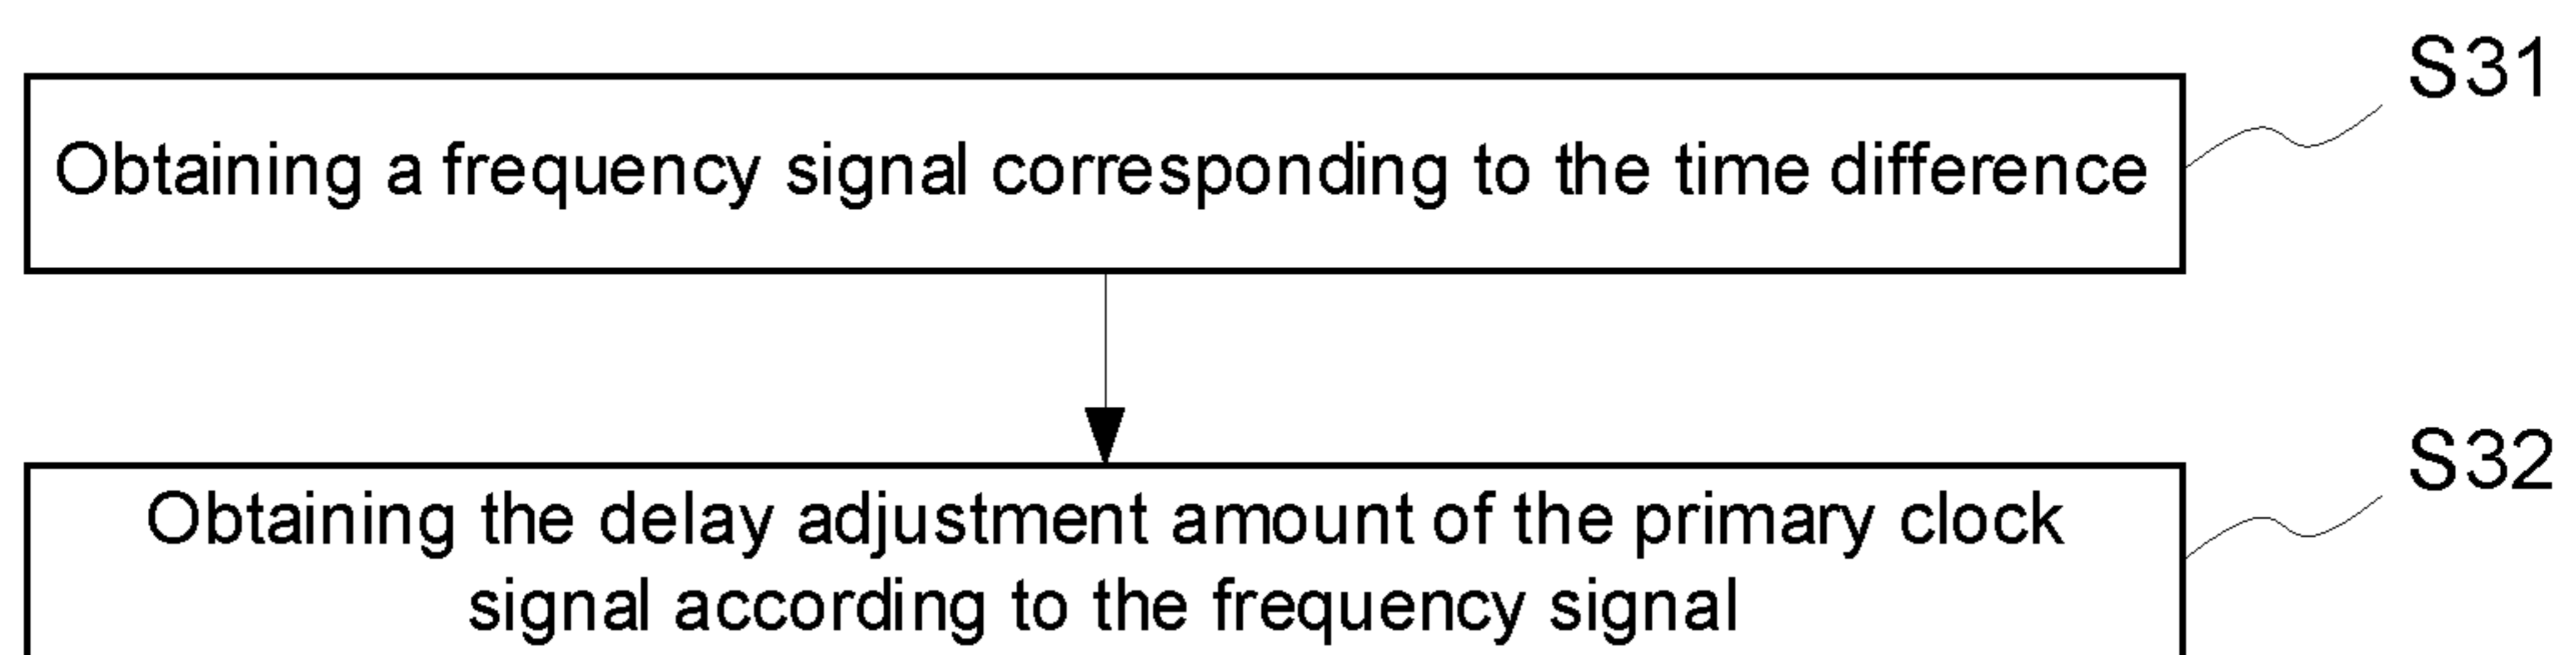 S31
Obtaining a frequency signal corresponding to the time difference
S32
Obtaining the delay adjustment amount of the primary clock
signal according to the frequency signal